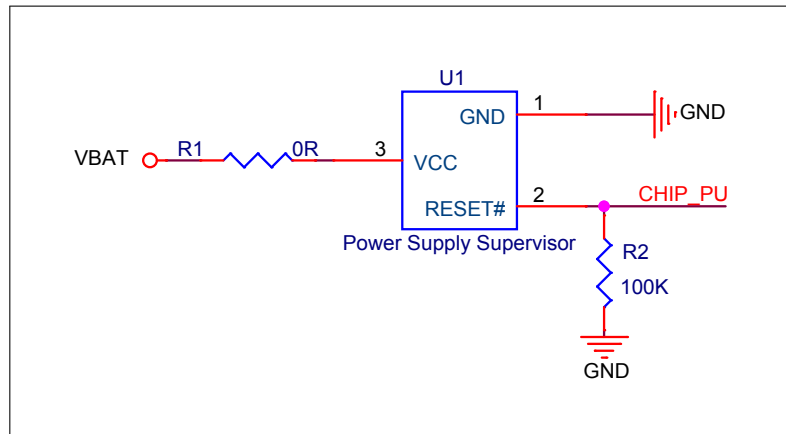 U1
1
GND
GND
VBAT
R1
0R
3
VCC
2
RESET#
CHIP_PU
Power Supply Supervisor
R2
100K
GND